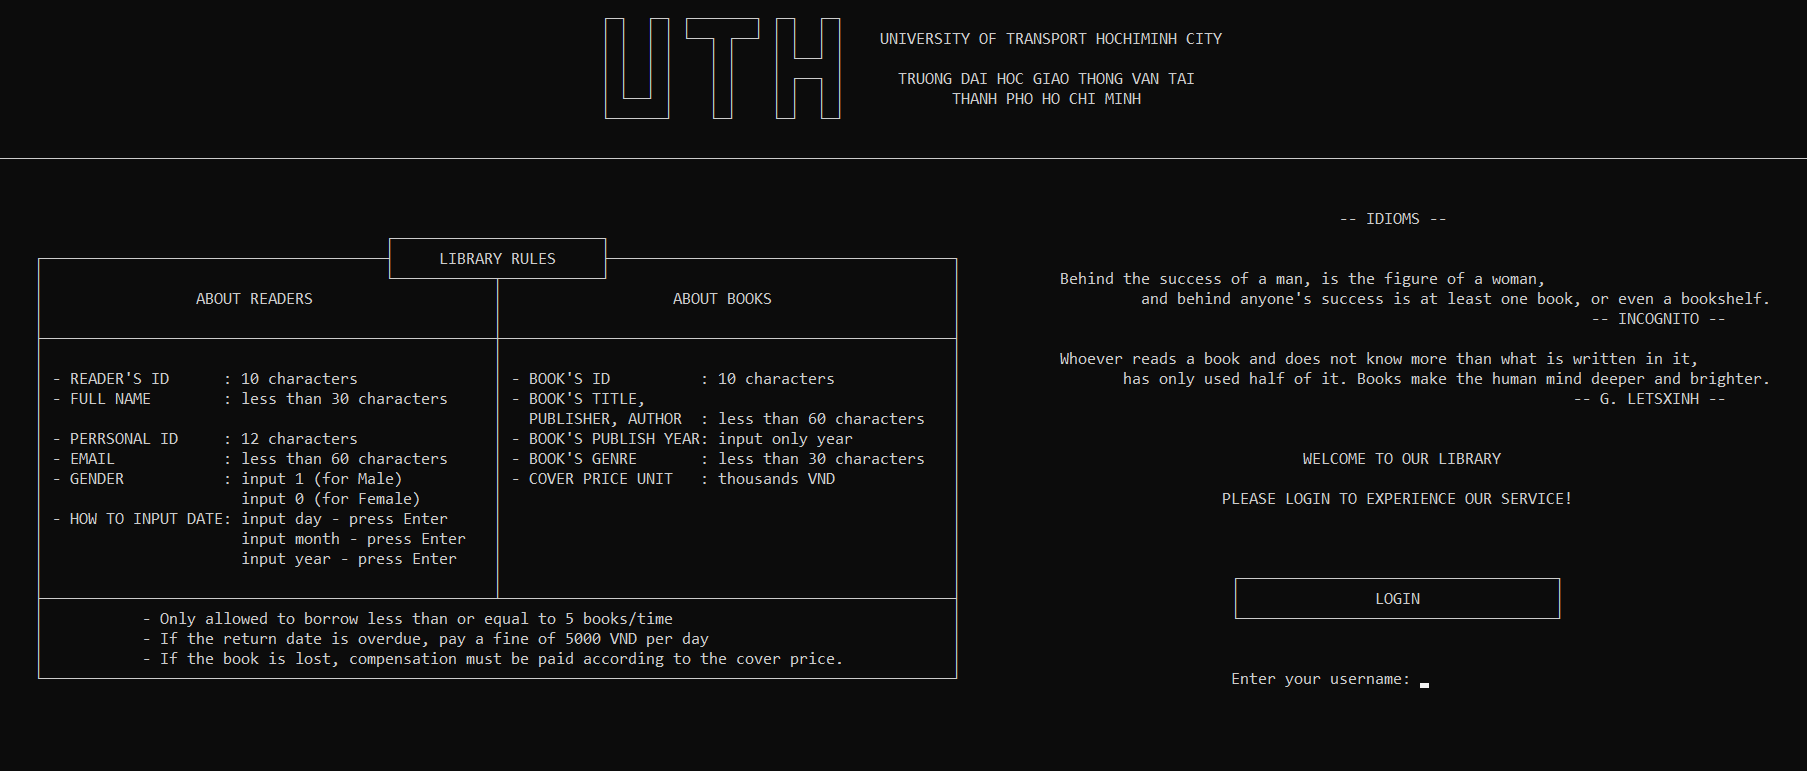 UTH
UNIVERSITY OF TRANSPORT HOCHIMINH CITY
TRUONG DAI HOC GIAO THONG VAN TAI
THANH PHO HO CHI MINH
LIBRARY RULES
ABOUT READERS
- READER'S ID : 10 characters
- FULL NAME : less than 30 characters
- PERRSONAL ID : 12 characters
- EMAIL : less than 60 characters
- GENDER : input 1 (for Male)
input 0 (for Female)
- HOW TO INPUT DATE: input day - press Enter
input month - press Enter
input year - press Enter
ABOUT BOOKS
- BOOK'S ID : 10 characters
- BOOK'S TITLE,
PUBLISHER, AUTHOR : less than 60 characters
- BOOK'S PUBLISH YEAR: input only year
- BOOK'S GENRE : less than 30 characters
- COVER PRICE UNIT : thousands VND
- Only allowed to borrow less than or equal to 5 books/time
- If the return date is overdue, pay a fine of 5000 VND per day
- If the book is lost, compensation must be paid according to the cover price.
-- IDIOMS --
Behind the success of a man, is the figure of a woman,
and behind anyone's success is at least one book, or even a bookshelf.
-- INCOGNITO --
Whoever reads a book and does not know more than what is written in it,
has only used half of it. Books make the human mind deeper and brighter.
-- G. LETSXINH --
WELCOME TO OUR LIBRARY
PLEASE LOGIN TO EXPERIENCE OUR SERVICE!
LOGIN
Enter your username: